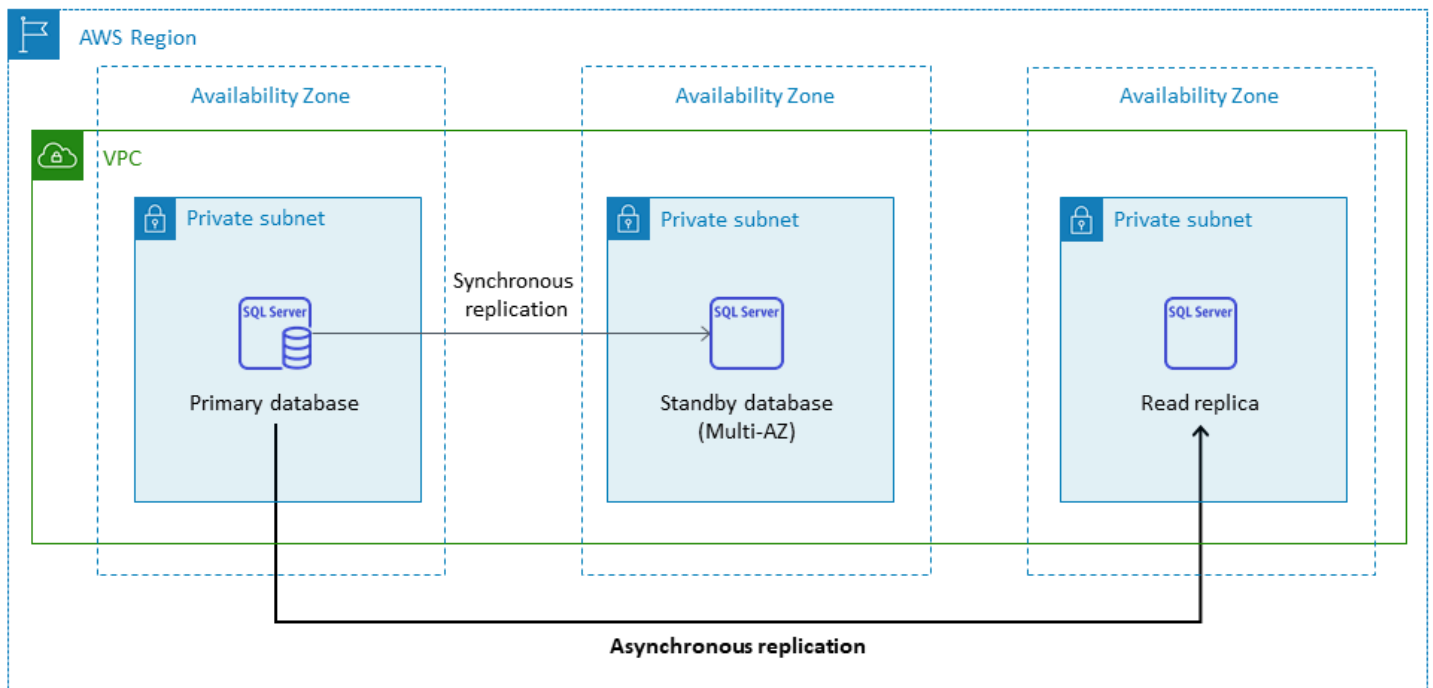 AWS Region
Availability Zone
Availability Zone
Availability Zone
VPC
Private subnet
Private subnet
Private subnet
Synchronous
replication
SQL Server
SQL Server
SQL Server
Primary database
Standby database
(Multi-AZ)
Read replica
Asynchronous replication